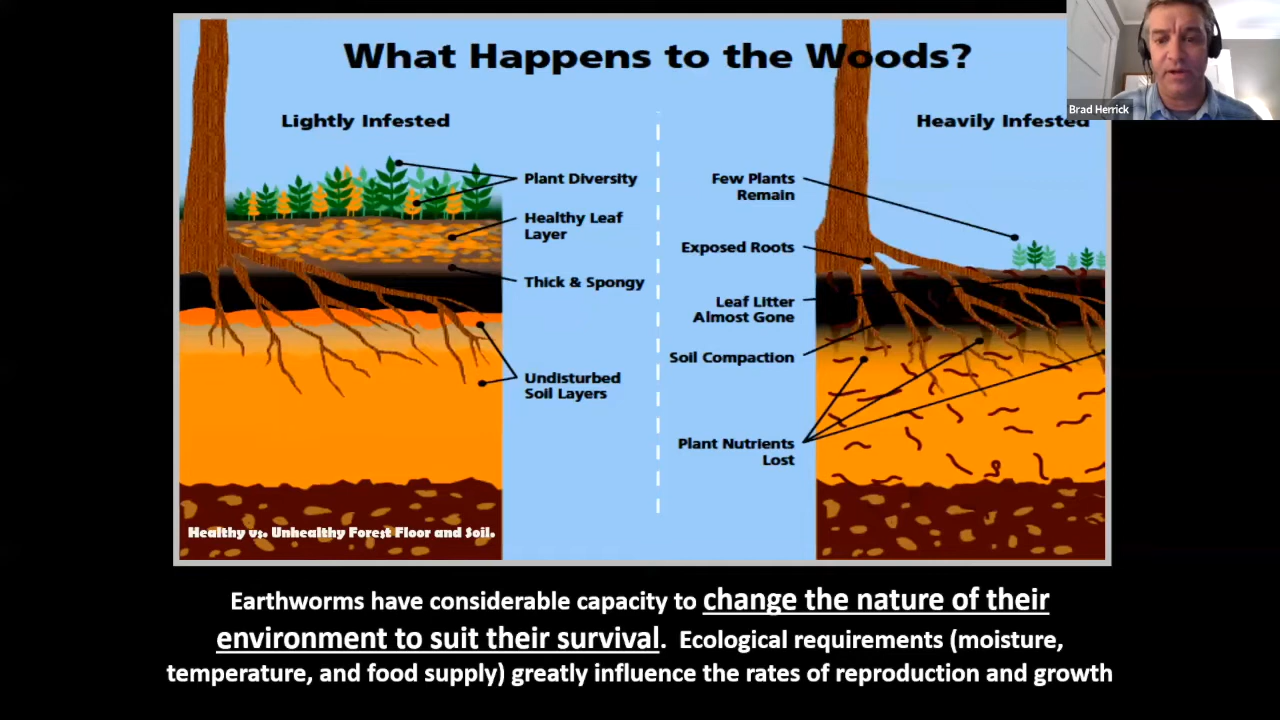 What Happens to the Woods?
Brad Herrick
Lightly Infested
Plant Diversity
Healthy Leaf
Layer
Thick & Spongy
Undisturbed
Soil Layers
Healthy vs. Unhealthy Forest Floor and Soil.
Heavily Infested
Few Plants
Remain
Exposed Roots
Leaf Litter
Almost Gone
Soil Compaction
Plant Nutrients
Lost
Earthworms have considerable capacity to change the nature of their
environment to suit their survival. Ecological requirements (moisture,
temperature, and food supply) greatly influence the rates of reproduction and growth